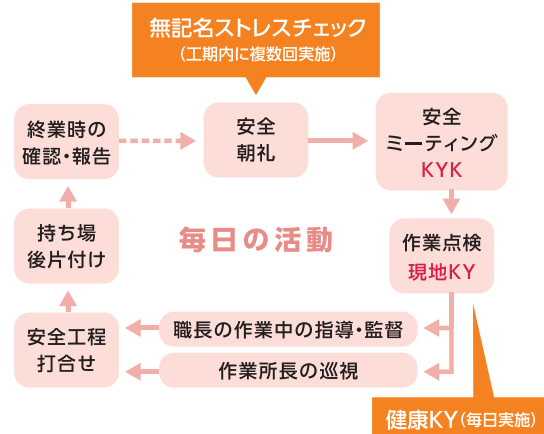 無記名ストレスチェック
（工期内に複数回実施）
安全
朝礼
安全
ミーティング
KYK
作業点検
現地KY
職長の作業中の指導・監督
作業所長の巡視
安全工程
打合せ
持ち場
後片付け
終業時の
確認・報告
毎日の活動
健康KY（毎日実施）